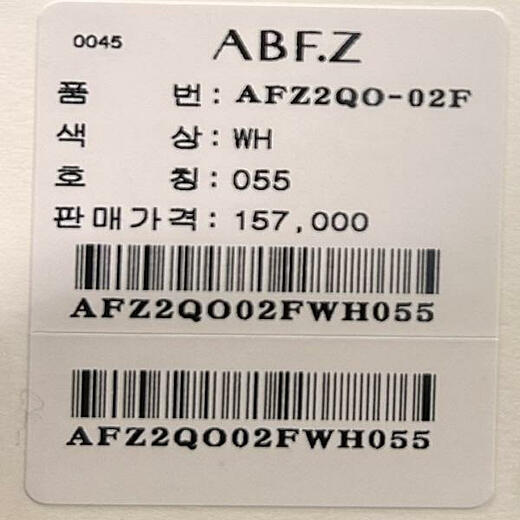 0045 ABF.Z
품 번 : AFZ2QO-02F
색 상 : WH
호 칭 : 055
판매가격 : 157,000
AFZ2QO02FWH055
AFZ2QO02FWH055